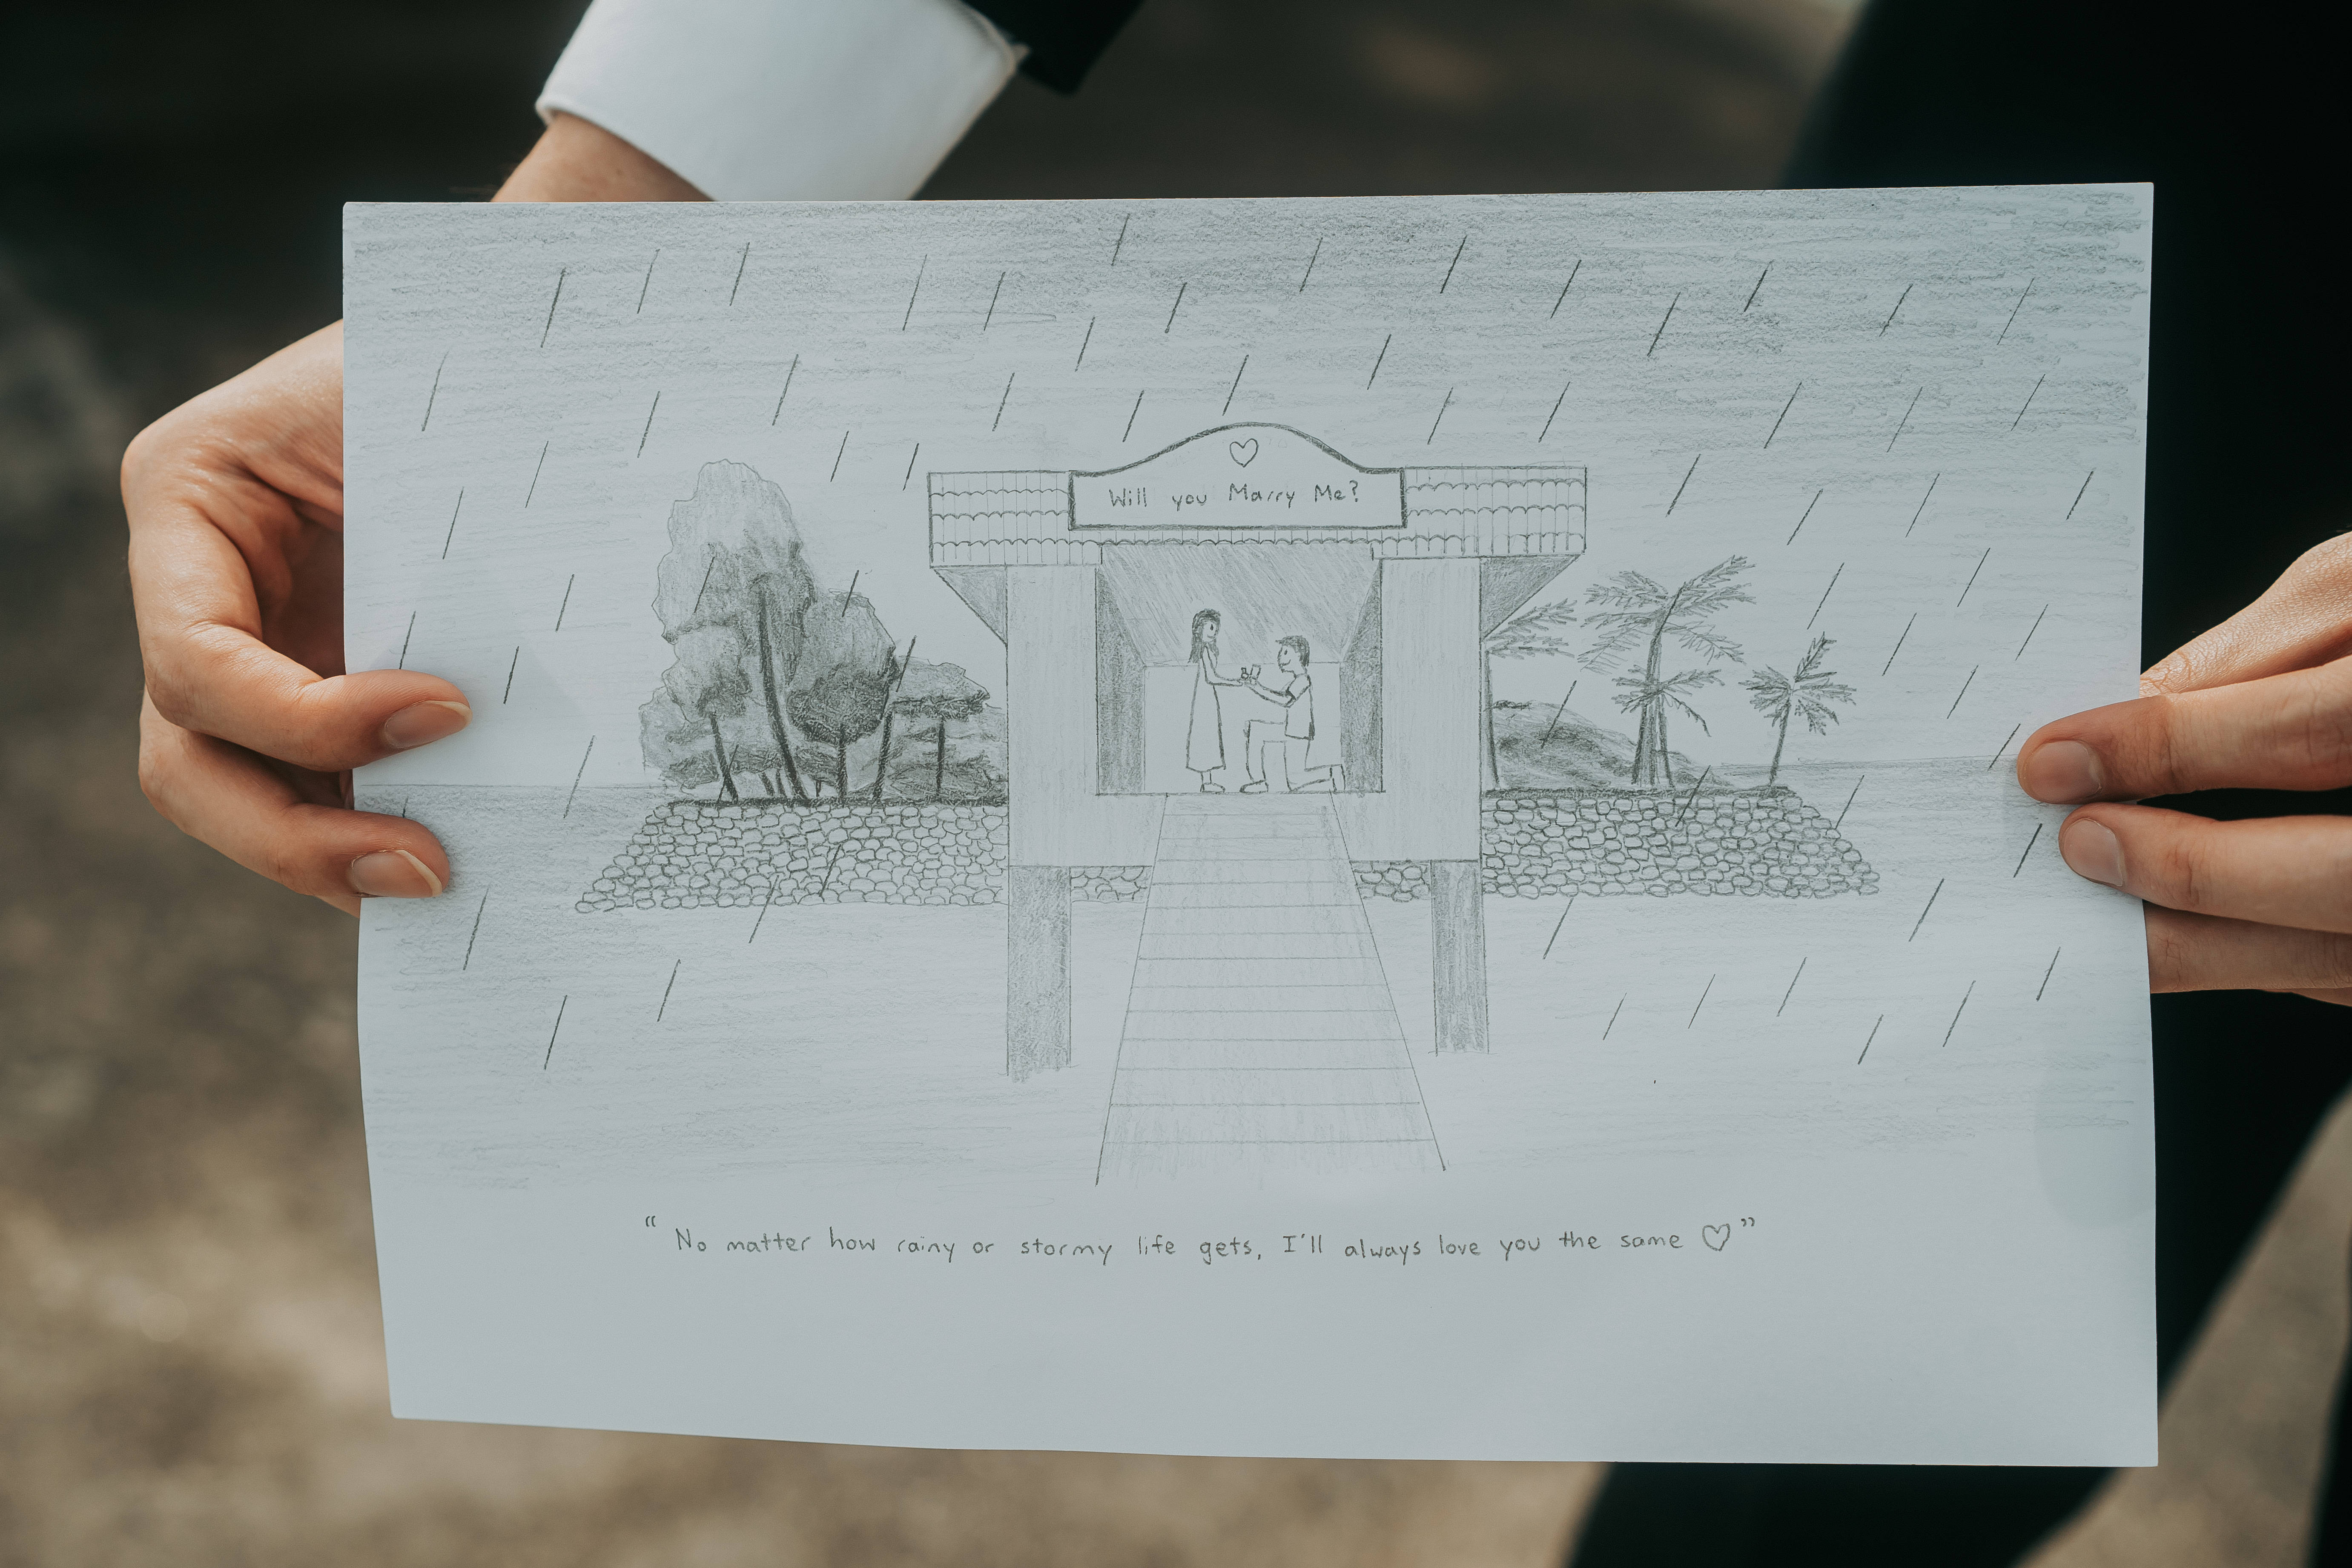 Will you Marry Me?
“No matter how rainy or stormy life gets, I'll always love you the same ♡”